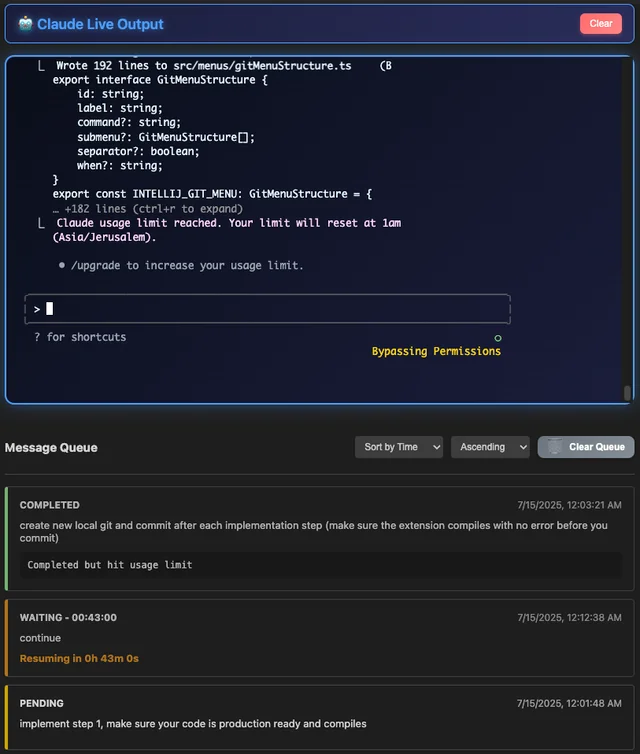 Claude Live Output
Clear
Wrote 192 lines to src/menus/gitMenuStructure.ts (B
export interface GitMenuStructure {
id: string;
label: string;
command?: string;
submenu?: GitMenuStructure[];
separator?: boolean;
when?: string;
}
export const INTELLIJ_GIT_MENU: GitMenuStructure = {
… +182 lines (ctrl+r to expand)
Claude usage limit reached. Your limit will reset at 1am
(Asia/Jerusalem).
• /upgrade to increase your usage limit.
>
? for shortcuts
Bypassing Permissions
Message Queue
Sort by Time
Ascending
Clear Queue
COMPLETED
7/15/2025, 12:03:21 AM
create new local git and commit after each implementation step (make sure the extension compiles with no error before you
commit)
Completed but hit usage limit
WAITING - 00:43:00
7/15/2025, 12:12:38 AM
continue
Resuming in 0h 43m 0s
PENDING
7/15/2025, 12:01:48 AM
implement step 1, make sure your code is production ready and compiles